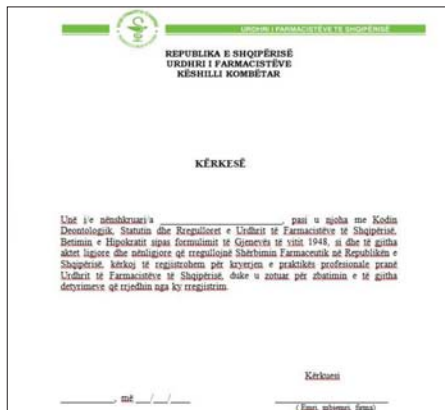 URDHRI I FARMACISTËVE TË SHQIPËRISË
REPUBLIKA E SHQIPËRISË
URDHRI I FARMACISTËVE
KËSHILLI KOMBËTAR
KËRKESË
Unë i/e nënshkruari/a ____________________, pasi u njoha me Kodin
Deontologjik, Statutin dhe Rregulloret e Urdhrit të Farmacistëve të Shqipërisë,
Betimin e Hipokratit sipas formulimit të Gjenevës të vitit 1948, si dhe të gjitha
aktet ligjore dhe nënligjore që rregullojnë Shërbimin Farmaceutik në Republikën e
Shqipërisë, kërkoj të regjistrohem për kryerjen e praktikës profesionale pranë
Urdhrit të Farmacistëve të Shqipërisë, duke u zotuar për zbatimin e të gjitha
detyrimeve që rrjedhin nga ky rregjistrim.
Kërkuesi
_________, më ___/___/___
( Emri, mbiemri, firma)